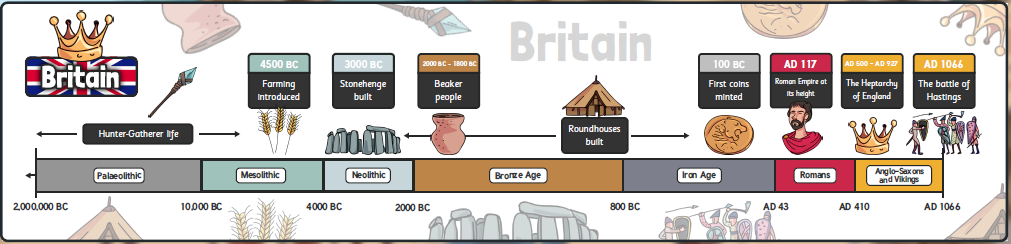 Britain
Britain
4500 BC
Farming
introduced
3000 BC
Stonehenge
built
2000 BC - 1800 BC
Beaker
people
100 BC
First coins
minted
AD 117
Roman Empire at
its height
AD 500 - AD 927
The Heptarchy
of England
AD 1066
The battle of
Hastings
Hunter-Gatherer life
Roundhouses
built
Palaeolithic
Mesolithic
Neolithic
Bronze Age
Iron Age
Romans
Anglo-Saxons
and Vikings
2,000,000 BC
10,000 BC
4000 BC
2000 BC
800 BC
AD 43
AD 410
AD 1066